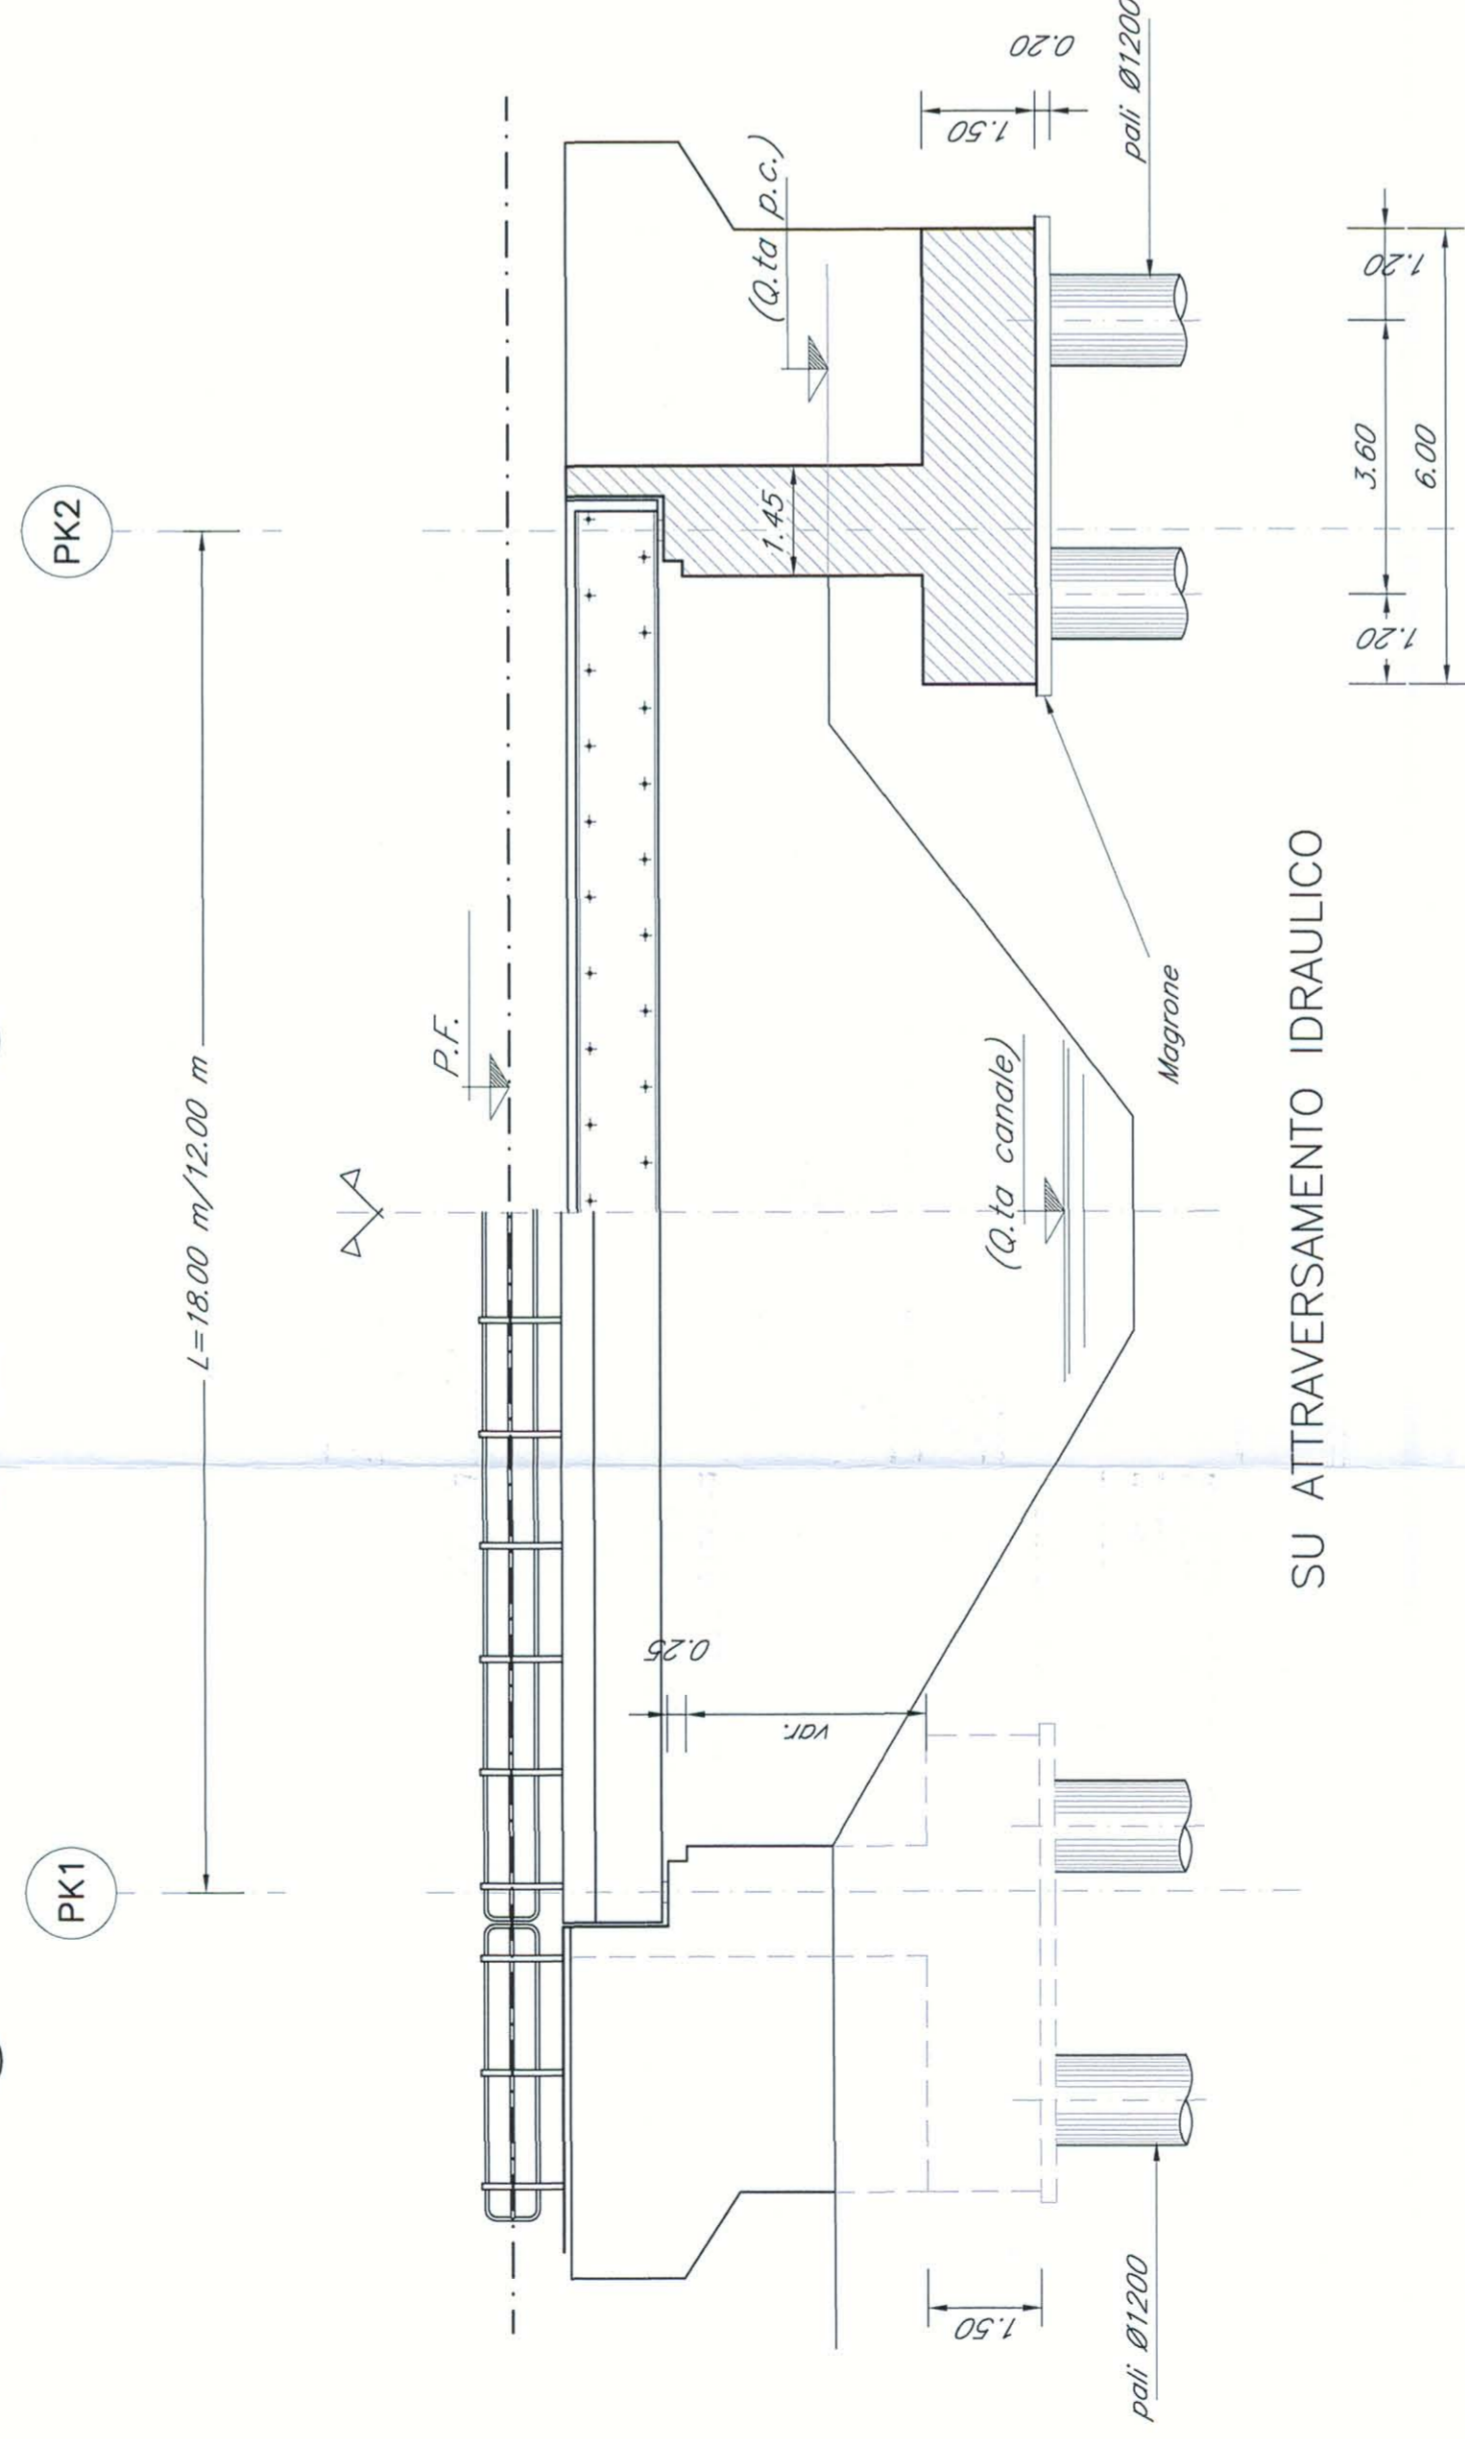 PK1
PK2
L=18.00 m/12.00 m
P.F.
(Q.ta p.c.)
0.25
var.
1.45
(Q.ta canale)
1.50
1.50
0.20
pali Ø1200
pali Ø1200
Magrone
SU ATTRAVERSAMENTO IDRAULICO
1.20
3.60
1.20
6.00